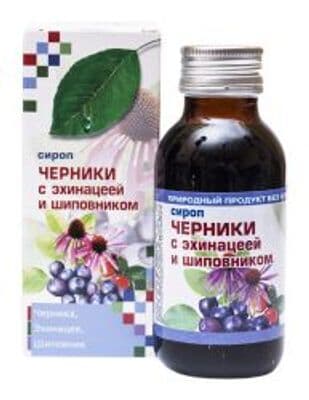 сироп
ЧЕРНИКИ
С ЭХИНАЦЕЕЙ
И ШИПОВНИКОМ
Черника,
Эхинацея,
Шиповник
ПРИРОДНЫЙ ПРОДУКТ БЕЗ
сироп
ЧЕРНИКИ
С ЭХИНАЦЕЕЙ
И ШИПОВНИКОМ